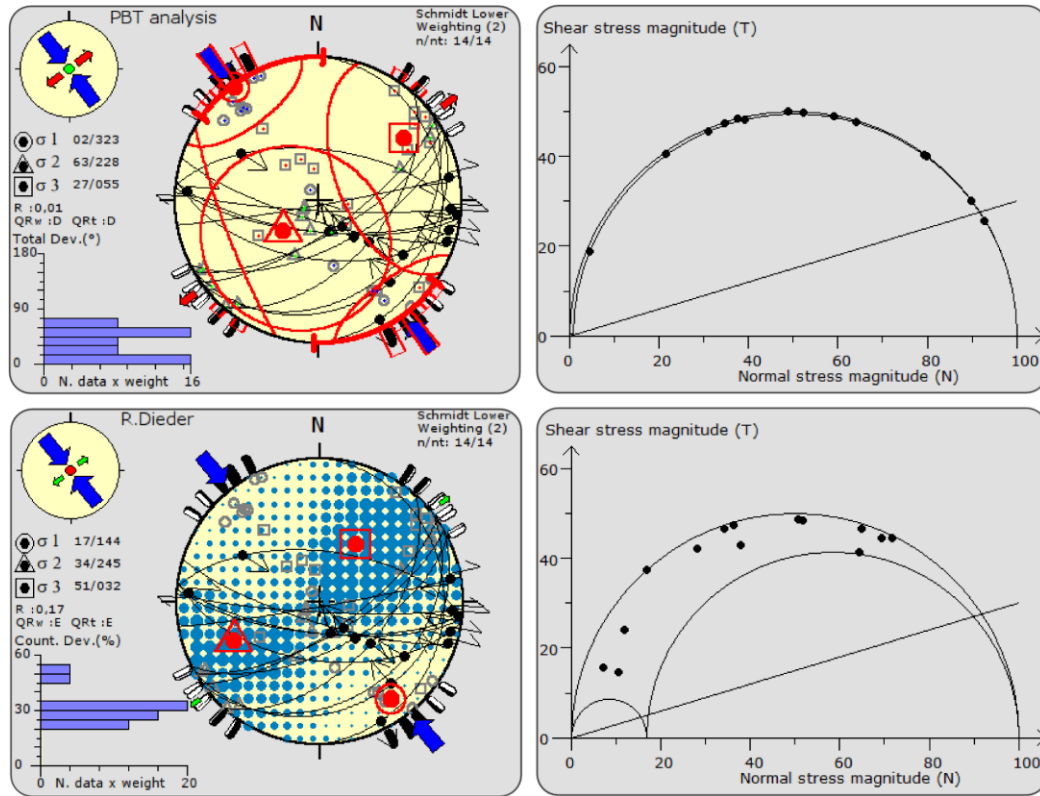 PBT analysis
N
Schmidt Lower
Weighting (2)
n/nt: 14/14
σ 1 02/323
σ 2 63/228
σ 3 27/055
R :0,01
QRw :D QRt :D
Total Dev.(°)
180
90
0
0 N. data x weight 16
Shear stress magnitude (T)
60
40
20
0
0 20 40 60 80 100
Normal stress magnitude (N)
R.Dieder
N
Schmidt Lower
Weighting (2)
n/nt: 14/14
σ 1 17/144
σ 2 34/245
σ 3 51/032
R :0,17
QRw :E QRt :E
Count. Dev.(%)
60
30
0
0 N. data x weight 20
Shear stress magnitude (T)
60
40
20
0
0 20 40 60 80 100
Normal stress magnitude (N)